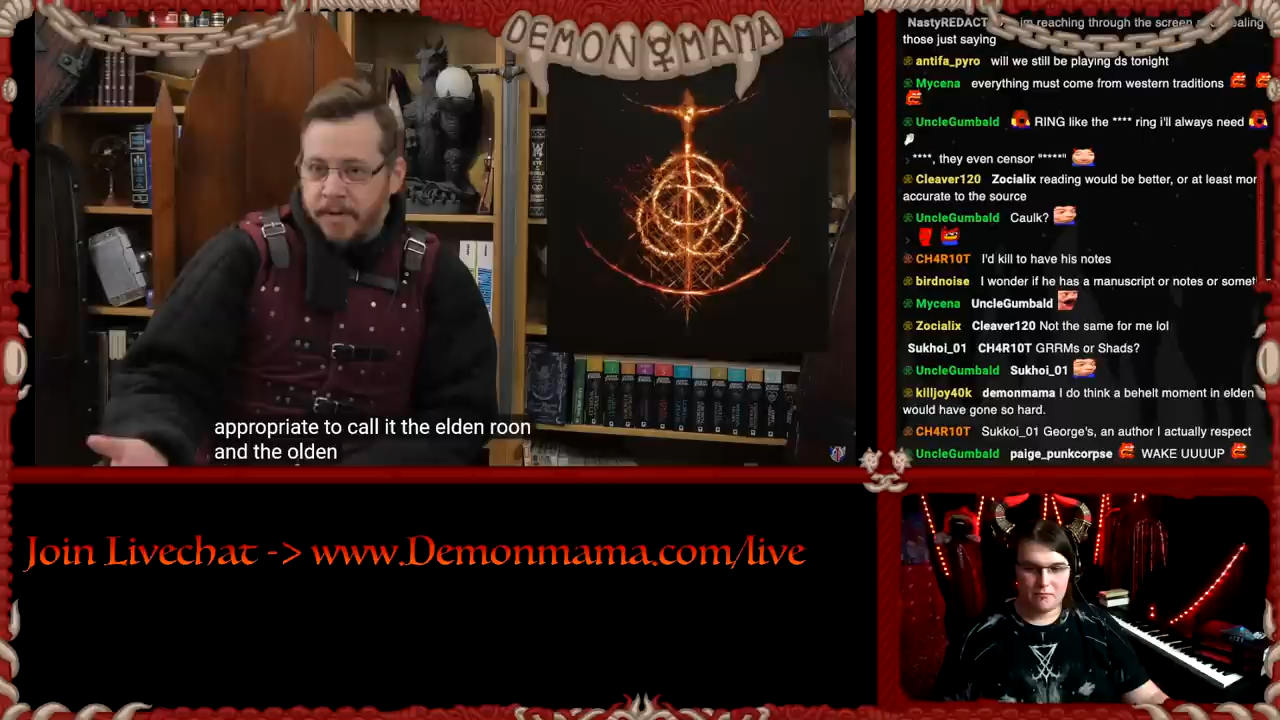 DEMON MAMA
appropriate to call it the elden roon
and the olden
Join Livechat -> www.Demonmama.com/live
NastyREDACT im reaching through the screen
those just saying
antifa_pyro will we still be playing ds tonight
Mycena everything must come from western traditions
UncleGumbald RING like the **** ring i'll always need
****, they even censor "*****"
Cleaver120 Zocialix reading would be better, or at least mor
accurate to the source
UncleGumbald Caulk?
CH4R10T I'd kill to have his notes
birdnoise I wonder if he has a manuscript or notes or somet
Mycena UncleGumbald
Zocialix Cleaver120 Not the same for me lol
Sukhoi_01 CH4R10T GRRMs or Shads?
UncleGumbald Sukhoi_01
killjoy40k demonmama I do think a behelt moment in elden
would have gone so hard.
CH4R10T Sukkoi_01 George's, an author I actually respect
UncleGumbald paige_punkcorpse WAKE UUUUP